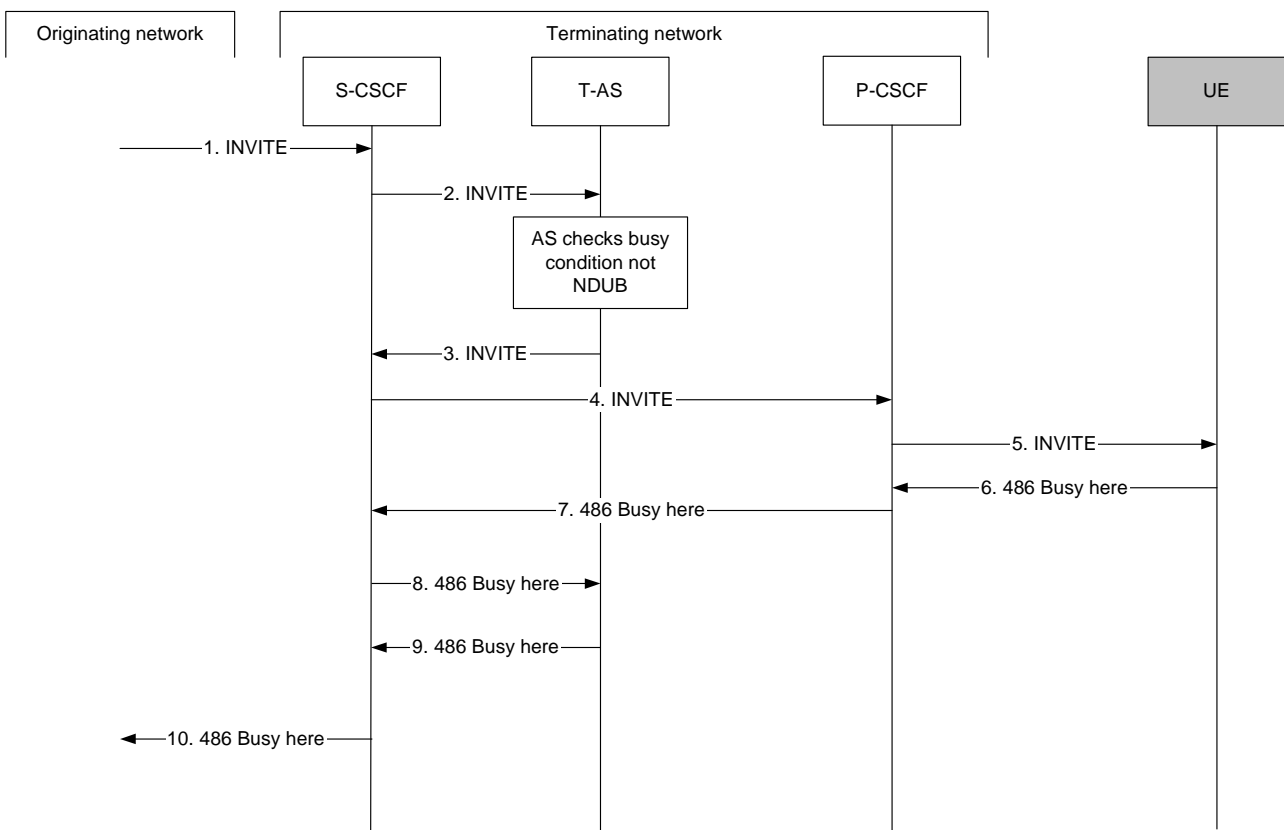 Originating network
Terminating network
S-CSCF
T-AS
P-CSCF
UE
1. INVITE
2. INVITE
AS checks busy
condition not
NDUB
3. INVITE
4. INVITE
5. INVITE
6. 486 Busy here
7. 486 Busy here
8. 486 Busy here
9. 486 Busy here
10. 486 Busy here